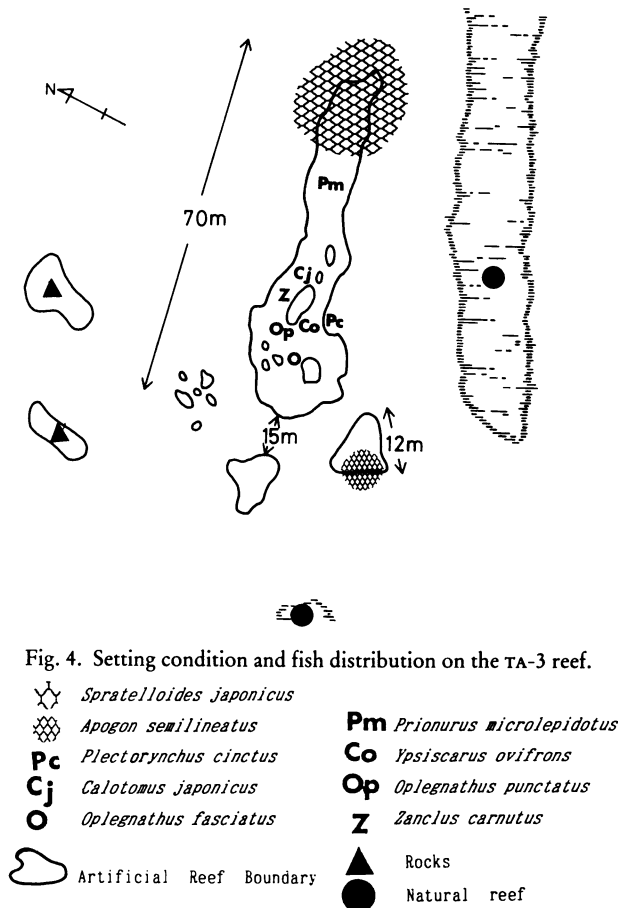 N
Pm
70m
Cj
Z
Op Co Pc
O
15m
12m
Fig. 4. Setting condition and fish distribution on the TA-3 reef.
Spratelloides japonicus
Apogon semilineatus
Pc Plectorynchus cinctus
Cj Calotomus japonicus
O Oplegnathus fasciatus
Artificial Reef Boundary
Pm Prionurus microlepidotus
Co Ypsiscarus ovifrons
Op Oplegnathus punctatus
Z Zanclus carnutus
Rocks
Natural reef